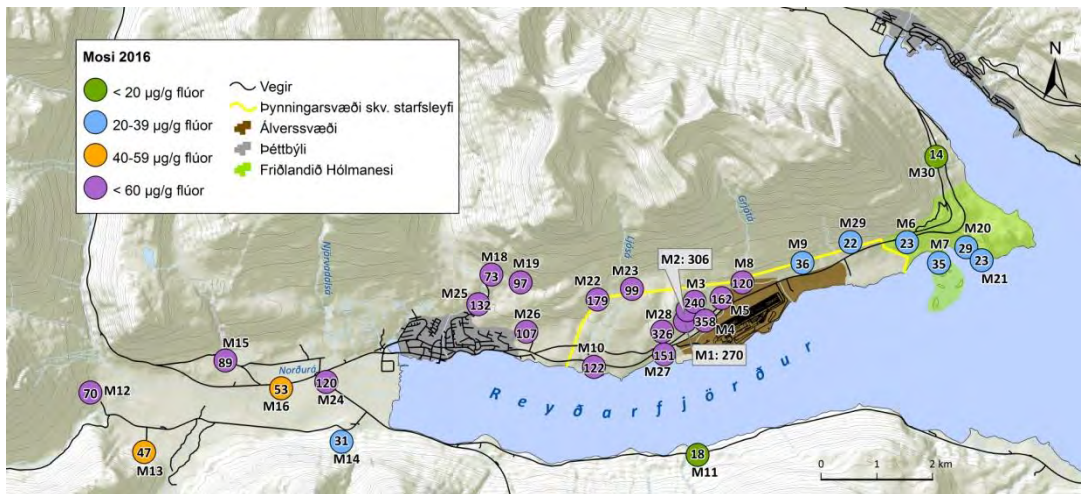 Mosi 2016
< 20 µg/g flúor
20-39 µg/g flúor
40-59 µg/g flúor
< 60 µg/g flúor
Vegir
Þynningarsvæði skv. starfsleyfi
Álverssvæði
Þéttbýli
Friðlandið Hólmanesi
N
14
M30
Grjótá
Ljósá
Njörvadalsá
M29
22
M6
23
M20
29
M7
35
23
M21
M9
36
M18
73
M19
97
M23
99
M22
179
M2: 306
M8
120
M3
240
162
M5
M25
132
M26
107
M28
326
358
M4
151
M27
M1: 270
M10
122
M15
89
Norðurá
M12
70
53
M16
120
M24
Reyðarfjörður
47
M13
31
M14
18
M11
0 1 2 km